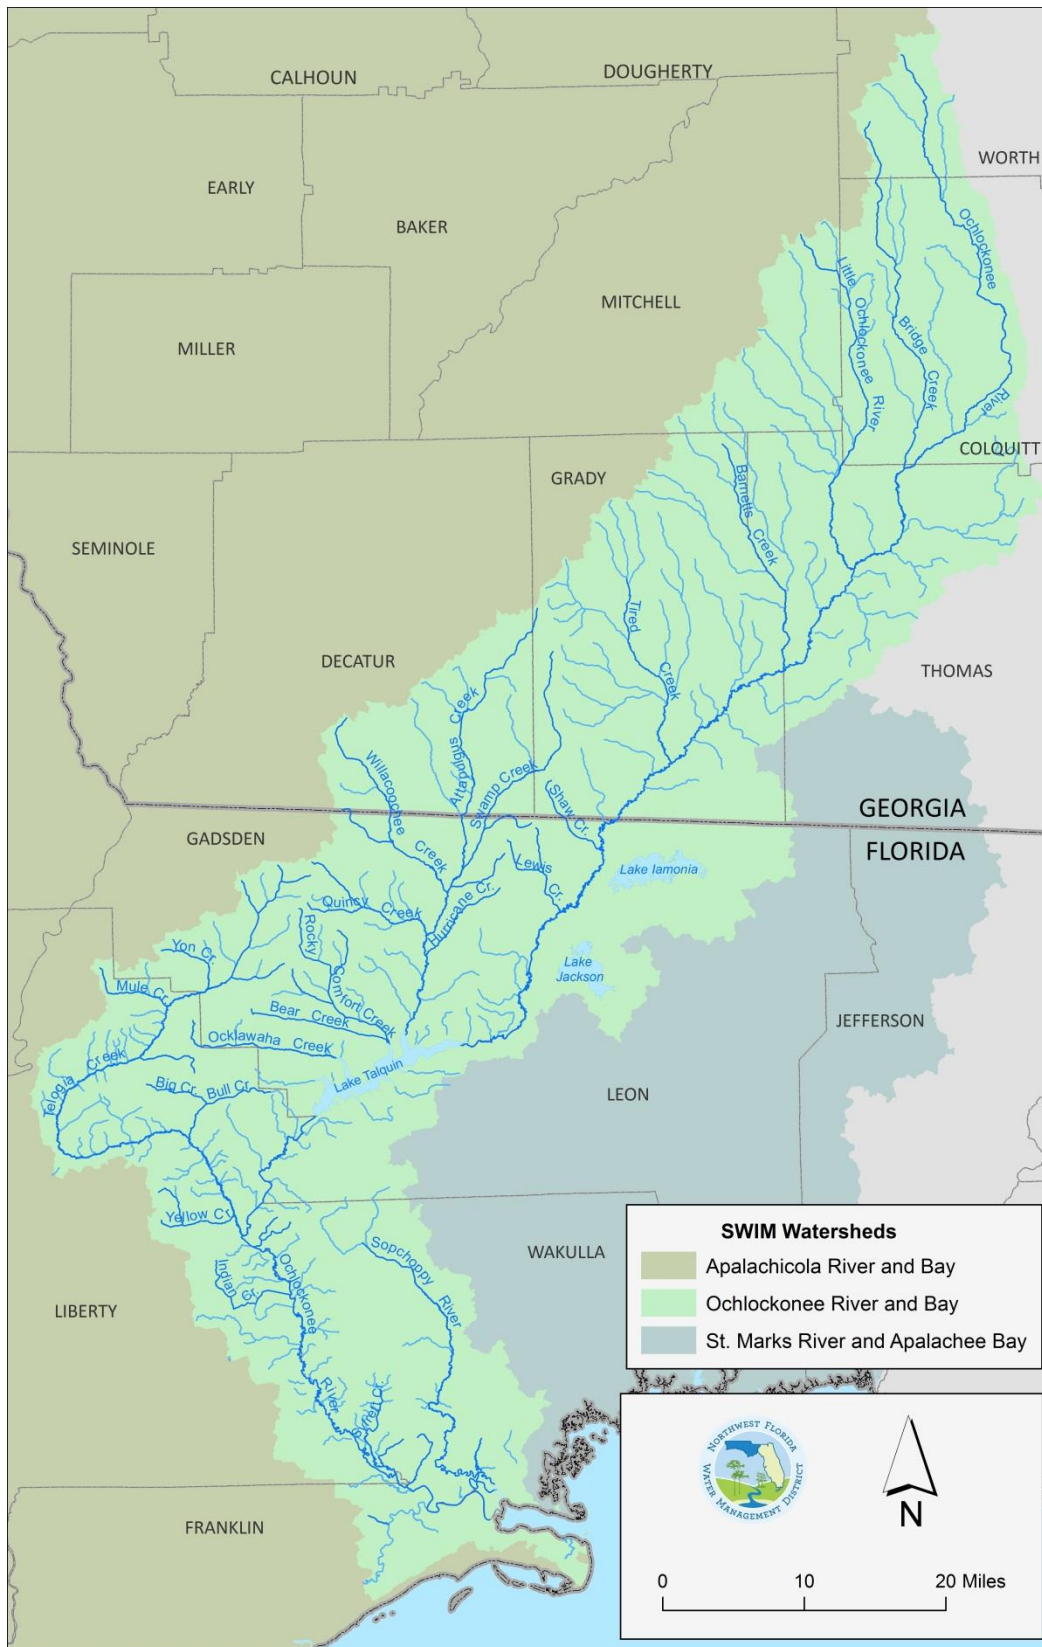 CALHOUN
DOUGHERTY
WORTH
EARLY
BAKER
Ochlockonee
River
Little Ochlockonee River
MITCHELL
Bridge Creek
MILLER
COLQUITT
GRADY
Barnetts Creek
SEMINOLE
Tired
Creek
DECATUR
THOMAS
Attapulgus Creek
Willacoochee
Creek
Swamp Creek
Shaw Cr.
GEORGIA
FLORIDA
GADSDEN
Lewis
Cr.
Lake Iamonia
Quincy Creek
Hurricane Cr.
Rocky
Comfort Creek
Yon Cr.
Lake
Jackson
Mule Cr.
Bear Creek
JEFFERSON
Ocklawaha Creek
Telogia Creek
Lake Talquin
Big Cr.
Bull Cr.
LEON
Yellow Cr.
Sopchoppy
River
WAKULLA
Indian
Cr.
Ochlockonee
River
LIBERTY
FRANKLIN
SWIM Watersheds
Apalachicola River and Bay
Ochlockonee River and Bay
St. Marks River and Apalachee Bay
NORTHWEST FLORIDA
WATER MANAGEMENT DISTRICT
N
0 10 20 Miles